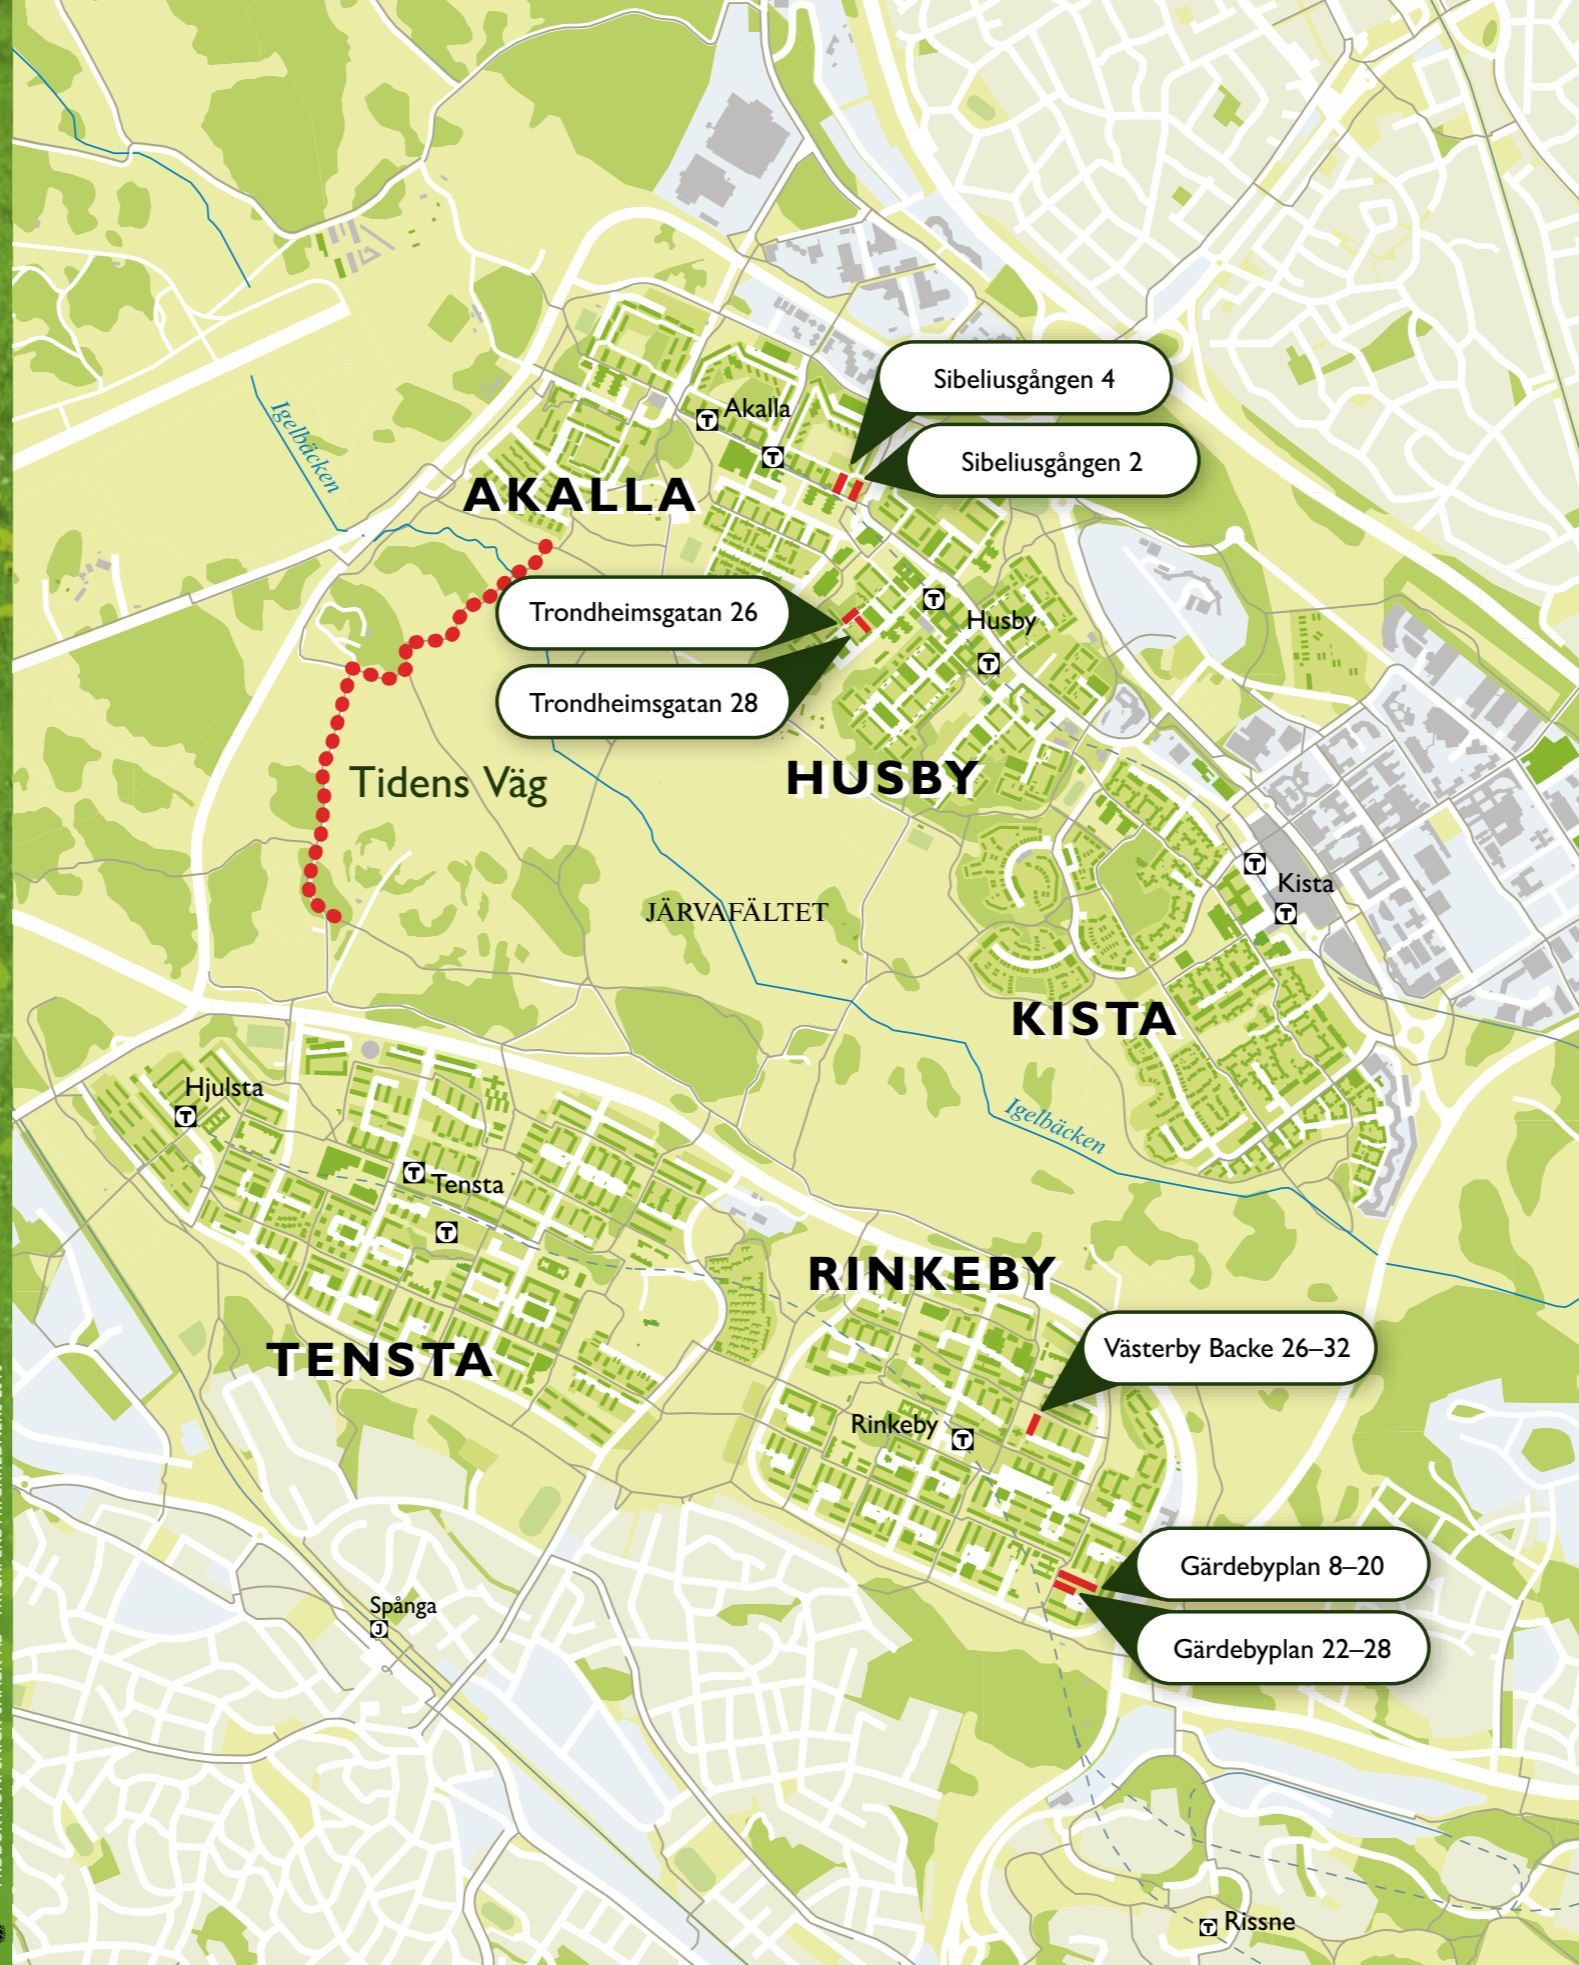 Sibeliusgången 4
Akalla
T
Sibeliusgången 2
T
Igelbäcken
AKALLA
Trondheimsgatan 26
T
Husby
T
Trondheimsgatan 28
HUSBY
Tidens Väg
T
Kista
T
JÄRVAFÄLTET
KISTA
Hjulsta
T
Igelbäcken
T
Tensta
T
RINKEBY
TENSTA
Västerby Backe 26–32
Rinkeby
T
Gärdebyplan 8–20
Spånga
J
Gärdebyplan 22–28
T
Rissne